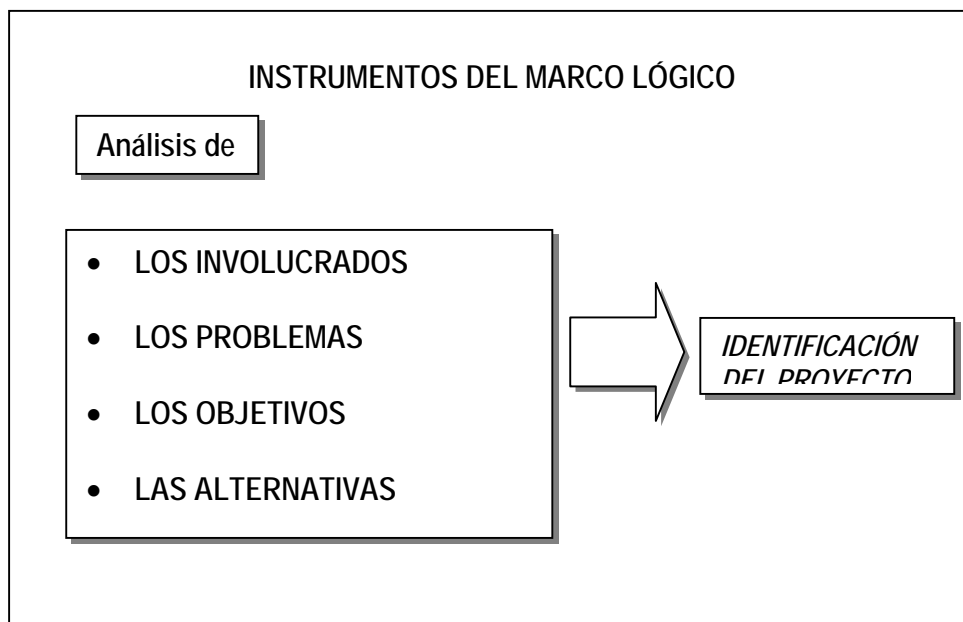 INSTRUMENTOS DEL MARCO LÓGICO
Análisis de
• LOS INVOLUCRADOS
• LOS PROBLEMAS
• LOS OBJETIVOS
• LAS ALTERNATIVAS
IDENTIFICACIÓN
DEL PROYECTO